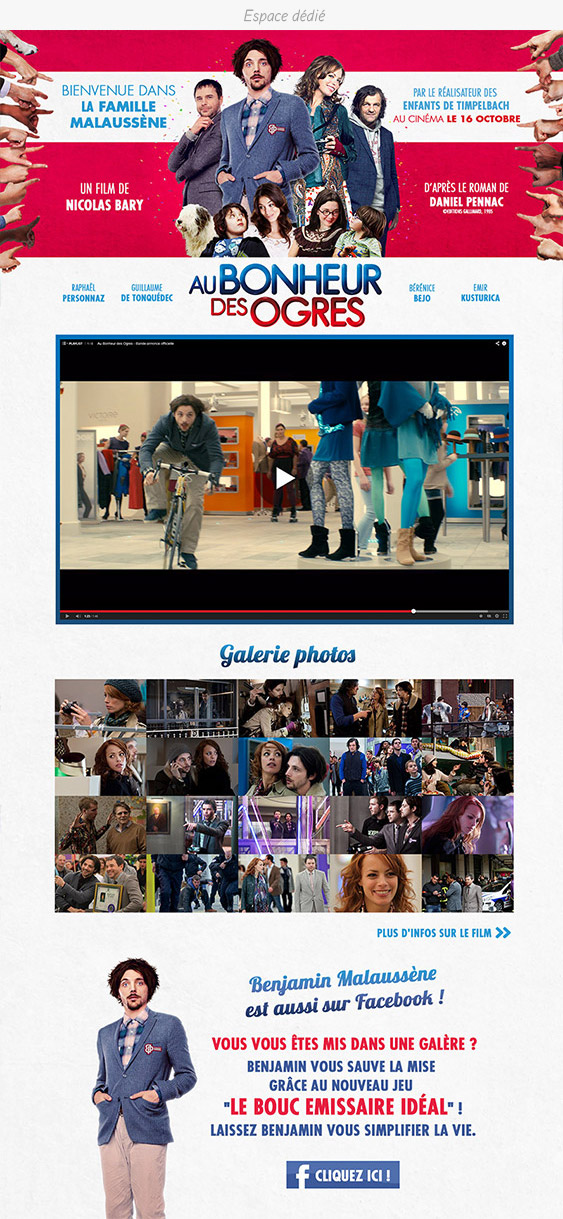 Espace dédié
BIENVENUE DANS
LA FAMILLE
MALAUSSÈNE
PAR LE RÉALISATEUR DES
ENFANTS DE TIMPELBACH
AU CINÉMA LE 16 OCTOBRE
UN FILM DE
NICOLAS BARY
D'APRÈS LE ROMAN DE
DANIEL PENNAC
©EDITIONS GALLIMARD, 1985
RAPHAËL
PERSONNAZ
GUILLAUME
DE TONQUÉDEC
AU BONHEUR
DES OGRES
BÉRÉNICE
BEJO
EMIR
KUSTURICA
PLAYLIST
Au Bonheur des Ogres - Bande-annonce officielle
VICTOIRE
Galerie photos
PLUS D'INFOS SUR LE FILM
Benjamin Malaussène
est aussi sur Facebook !
VOUS VOUS ÊTES MIS DANS UNE GALÈRE ?
BENJAMIN VOUS SAUVE LA MISE
GRÂCE AU NOUVEAU JEU
"LE BOUC EMISSAIRE IDÉAL" !
LAISSEZ BENJAMIN VOUS SIMPLIFIER LA VIE.
f CLIQUEZ ICI !